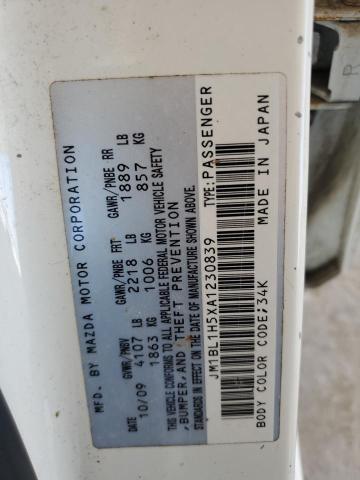 MFD. BY MAZDA MOTOR CORPORATION
DATE GVWR/PNBV GAWR/PNBE FRT GAWR/PNBE RR
10/09 4107 LB 2218 LB 1889 LB
1863 KG 1006 KG 857 KG
THIS VEHICLE CONFORMS TO ALL APPLICABLE FEDERAL MOTOR VEHICLE SAFETY
, BUMPER, AND THEFT PREVENTION
STANDARDS IN EFFECT ON THE DATE OF MANUFACTURE SHOWN ABOVE.
JM1BL1H5XA1230839 TYPE:PASSENGER
BODY COLOR CODE:34K MADE IN JAPAN